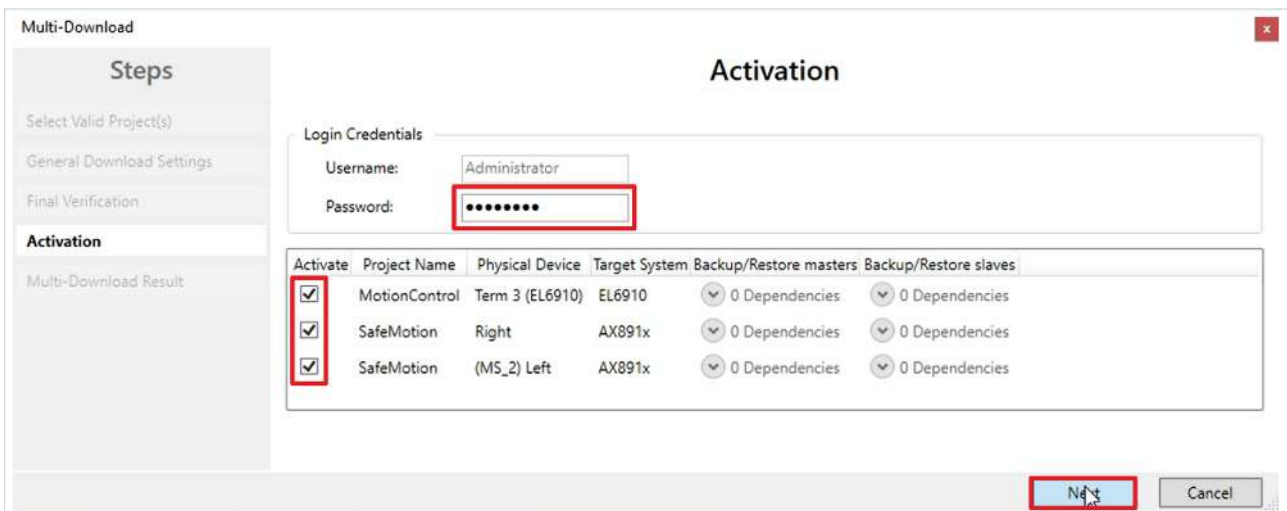 Multi-Download
x
Steps
Select Valid Project(s)
General Download Settings
Final Verification
Activation
Multi-Download Result
Activation
Login Credentials
Username: Administrator
Password: ●●●●●●●●
Activate Project Name Physical Device Target System Backup/Restore masters Backup/Restore slaves
MotionControl Term 3 (EL6910) EL6910 0 Dependencies 0 Dependencies
SafeMotion Right AX891x 0 Dependencies 0 Dependencies
SafeMotion (MS_2) Left AX891x 0 Dependencies 0 Dependencies
Next Cancel